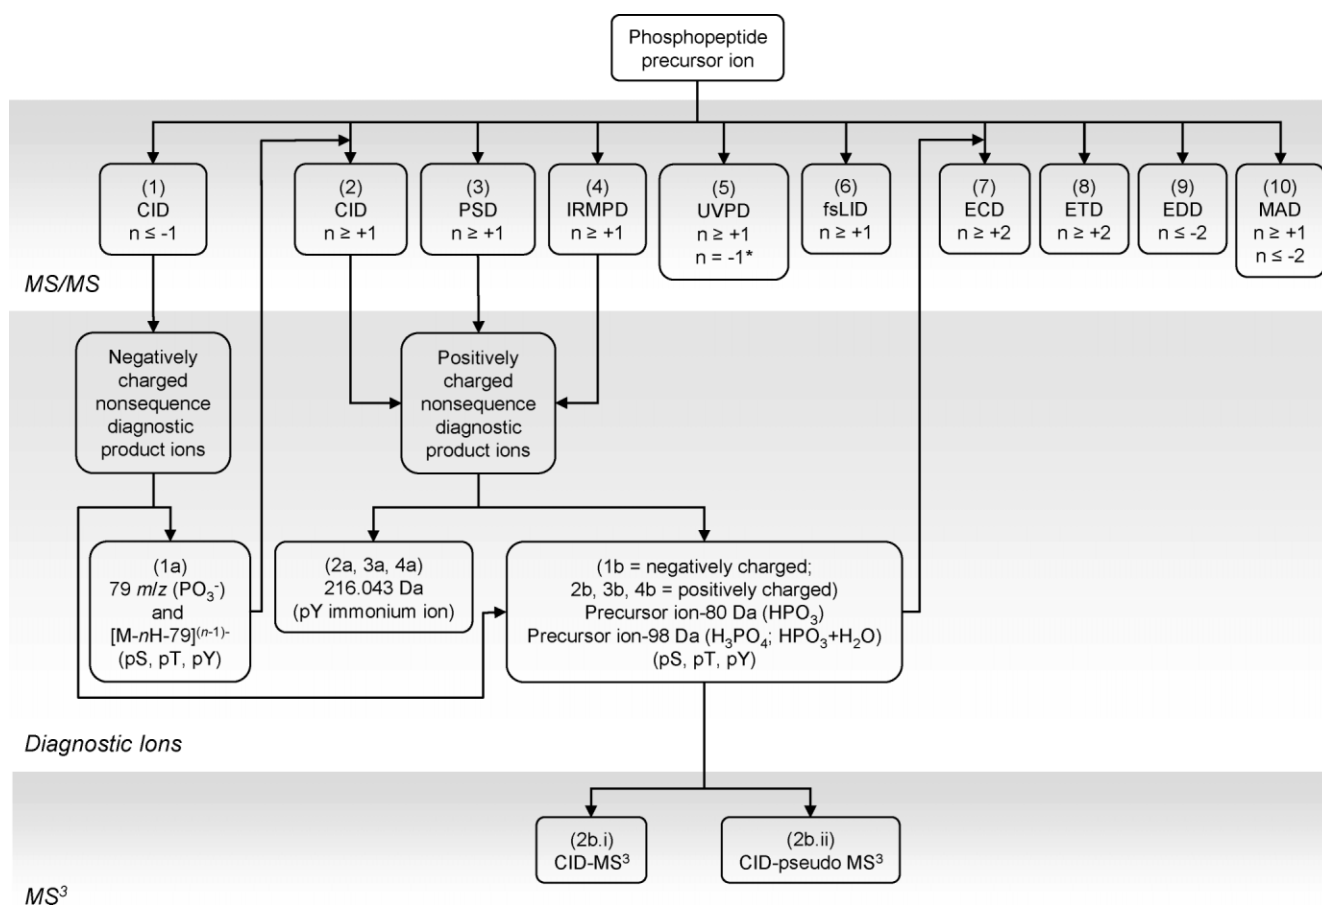 Phosphopeptide
precursor ion
(1)
CID
n ≤ -1
(2)
CID
n ≥ +1
(3)
PSD
n ≥ +1
(4)
IRMPD
n ≥ +1
(5)
UVPD
n ≥ +1
n = -1*
(6)
fsLID
n ≥ +1
(7)
ECD
n ≥ +2
(8)
ETD
n ≥ +2
(9)
EDD
n ≤ -2
(10)
MAD
n ≥ +1
n ≤ -2
MS/MS
Negatively
charged
nonsequence
diagnostic
product ions
Positively
charged
nonsequence
diagnostic
product ions
(1a)
79 m/z (PO₃⁻)
and
[M-nH-79]⁽ⁿ⁻¹⁾⁻
(pS, pT, pY)
(2a, 3a, 4a)
216.043 Da
(pY immonium ion)
(1b = negatively charged;
2b, 3b, 4b = positively charged)
Precursor ion-80 Da (HPO₃)
Precursor ion-98 Da (H₃PO₄; HPO₃+H₂O)
(pS, pT, pY)
Diagnostic Ions
(2b.i)
CID-MS³
(2b.ii)
CID-pseudo MS³
MS³